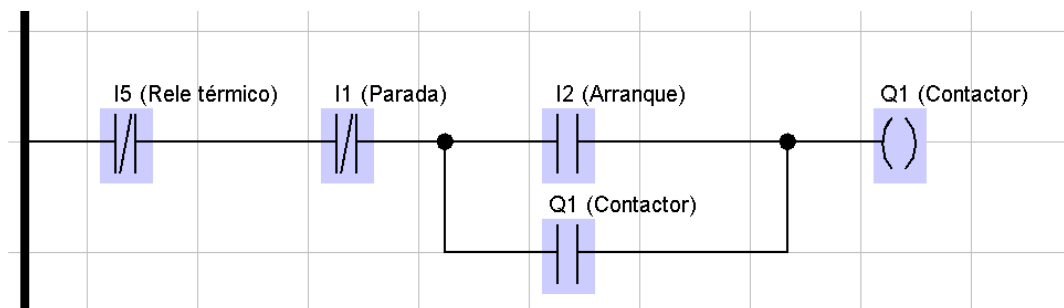 I5 (Rele térmico)
I1 (Parada)
I2 (Arranque)
Q1 (Contactor)
Q1 (Contactor)